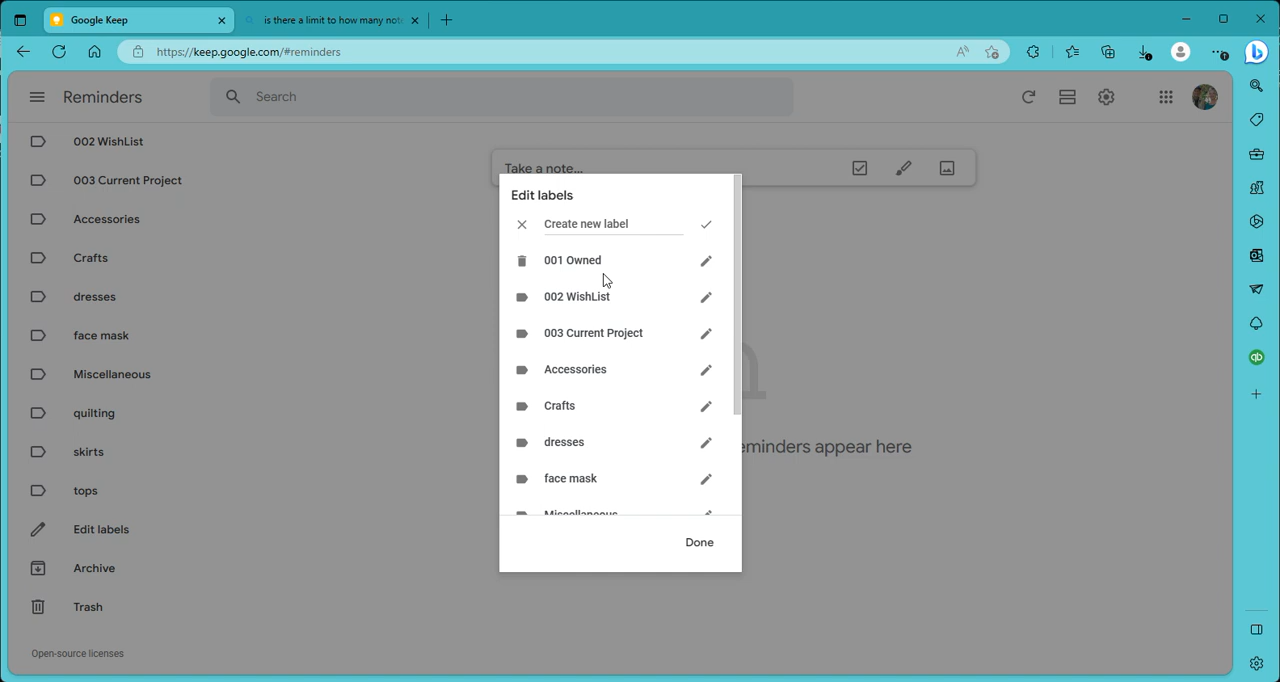 Google Keep
is there a limit to how many not
https://keep.google.com/#reminders
Reminders
Search
002 WishList
003 Current Project
Accessories
Crafts
dresses
face mask
Miscellaneous
quilting
skirts
tops
Edit labels
Archive
Trash
Open-source licenses
Take a note...
Edit labels
Create new label
001 Owned
002 WishList
003 Current Project
Accessories
Crafts
dresses
face mask
Miscellaneous
Done
eminders appear here
qb